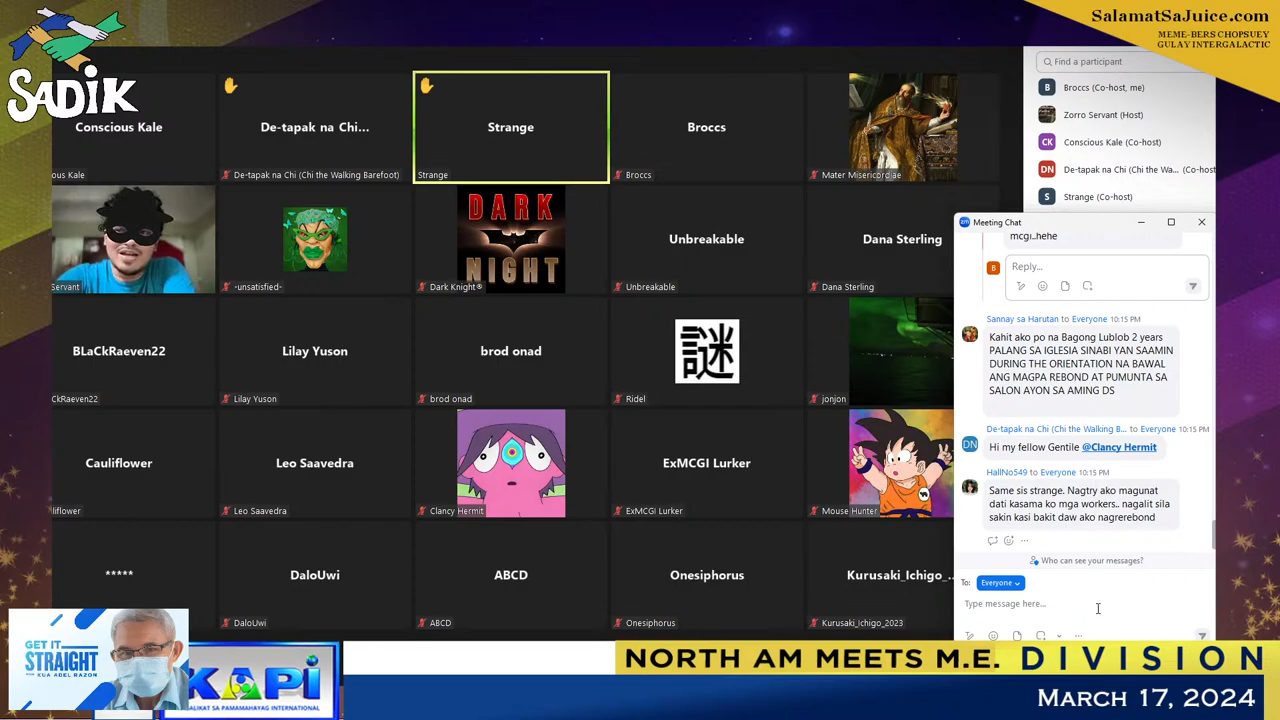 SalamatSaJuice.com
MEME-BERS CHOPSUEY
GULAY INTERGALACTIC
SADiK
Conscious Kale
ous Kale
De-tapak na Chi...
De-tapak na Chi (Chi the Walking Barefoot)
Strange
Strange
Broccs
Broccs
Mater Misericordiae
Servant
-unsatisfied-
DARK
NIGHT
Dark Knight®
Unbreakable
Unbreakable
Dana Sterling
Dana Sterling
BLaCkRaeven22
CkRaeven22
Lilay Yuson
Lilay Yuson
brod onad
brod onad
謎
Ridel
jonjon
Cauliflower
liflower
Leo Saavedra
Leo Saavedra
Clancy Hermit
ExMCGI Lurker
ExMCGI Lurker
Mouse Hunter
*****
DaloUwi
DaloUwi
ABCD
ABCD
Onesiphorus
Onesiphorus
Kurusaki_Ichigo_...
Kurusaki_Ichigo_2023
Find a participant
B
Broccs (Co-host, me)
Zorro Servant (Host)
CK
Conscious Kale (Co-host)
DN
De-tapak na Chi (Chi the Wa... (Co-host
S
Strange (Co-host)
zm
Meeting Chat
mcgi..hehe
B
Reply...
Sannay sa Harutan to Everyone 10:15 PM
Kahit ako po na Bagong Lublob 2 years
PALANG SA IGLESIA SINABI YAN SAAMIN
DURING THE ORIENTATION NA BAWAL
ANG MAGPA REBOND AT PUMUNTA SA
SALON AYON SA AMING DS
De-tapak na Chi (Chi the Walking B... to Everyone 10:15 PM
DN
Hi my fellow Gentile @Clancy Hermit
HallNo549 to Everyone 10:15 PM
Same sis strange. Nagtry ako magunat
dati kasama ko mga workers.. nagalit sila
sakin kasi bakit daw ako nagrerebond
Who can see your messages?
To: Everyone
Type message here...
GET IT
STRAIGHT
WITH KUA ADEL RAZON
KAPI
NORTH AM MEETS M.E. DIVISION
MARCH 17, 2024